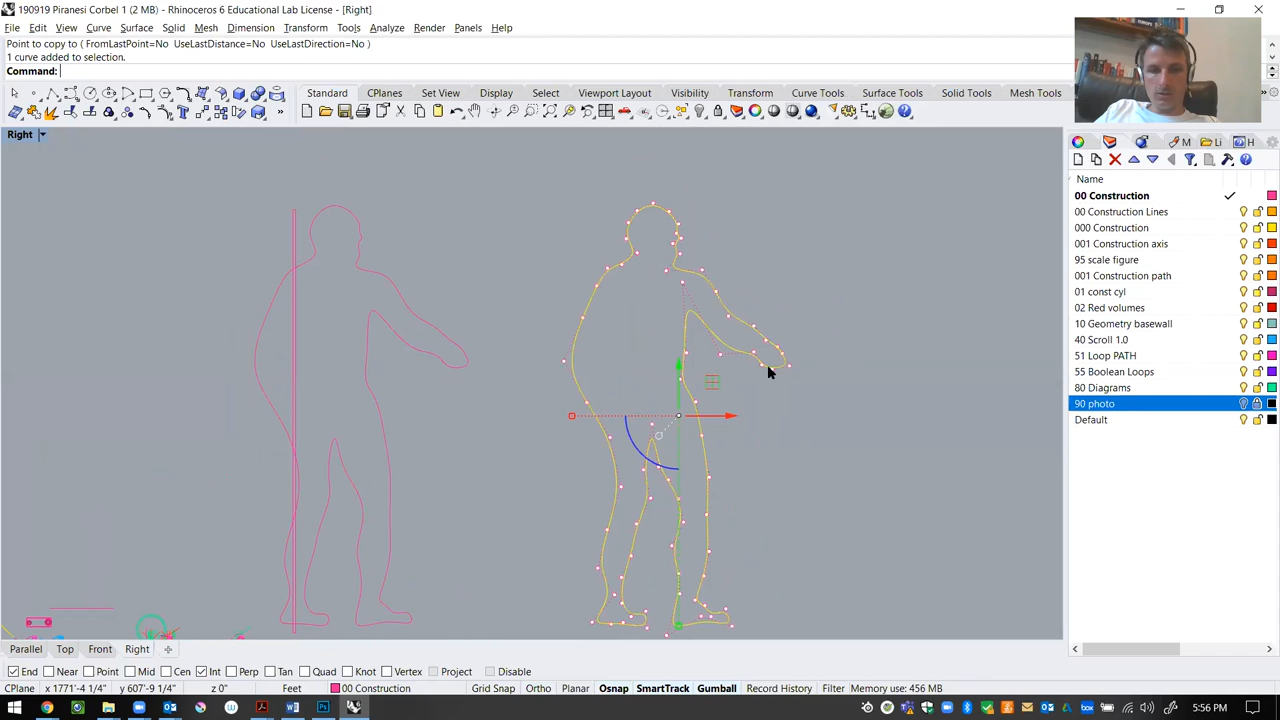 190919 Piranesi Corbel 1 (2 MB) - Rhinoceros 6 Educational Lab License - [Right]
File Edit View Curve Surface Solid Mesh Dimension Transform Tools Analyze Render Panels Help
Point to copy to ( FromLastPoint=No UseLastDistance=No UseLastDirection=No )
1 curve added to selection.
Command:
Standard CPlanes Set View Display Select Viewport Layout Visibility Transform Curve Tools Surface Tools Solid Tools Mesh Tools
Right
M Li H
Name
00 Construction
00 Construction Lines
000 Construction
001 Construction axis
95 scale figure
001 Construction path
01 const cyl
02 Red volumes
10 Geometry basewall
40 Scroll 1.0
51 Loop PATH
55 Boolean Loops
80 Diagrams
90 photo
Default
Parallel Top Front Right
End Near Point Mid Cen Int Perp Tan Quad Knot Vertex Project Disable
CPlane x 1771'-4 1/4" y 607'-9 1/4" z 0" Feet 00 Construction Grid Snap Ortho Planar Osnap SmartTrack Gumball Record History Filter Memory use: 456 MB
5:56 PM